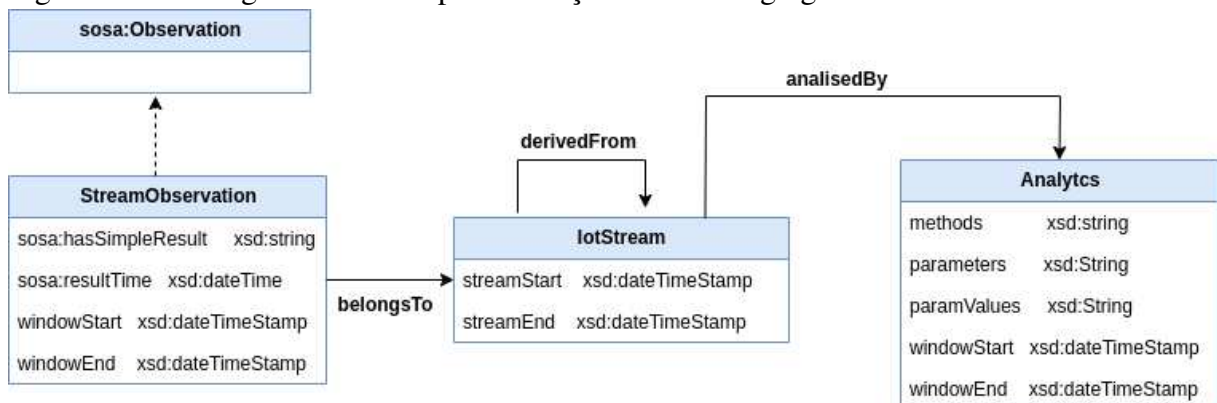 sosa:Observation
analisedBy
derivedFrom
StreamObservation
sosa:hasSimpleResult xsd:string
sosa:resultTime xsd:dateTime
windowStart xsd:dateTimeStamp
windowEnd xsd:dateTimeStamp
belongsTo
IotStream
streamStart xsd:dateTimeStamp
streamEnd xsd:dateTimeStamp
Analytcs
methods xsd:string
parameters xsd:String
paramValues xsd:String
windowStart xsd:dateTimeStamp
windowEnd xsd:dateTimeStamp